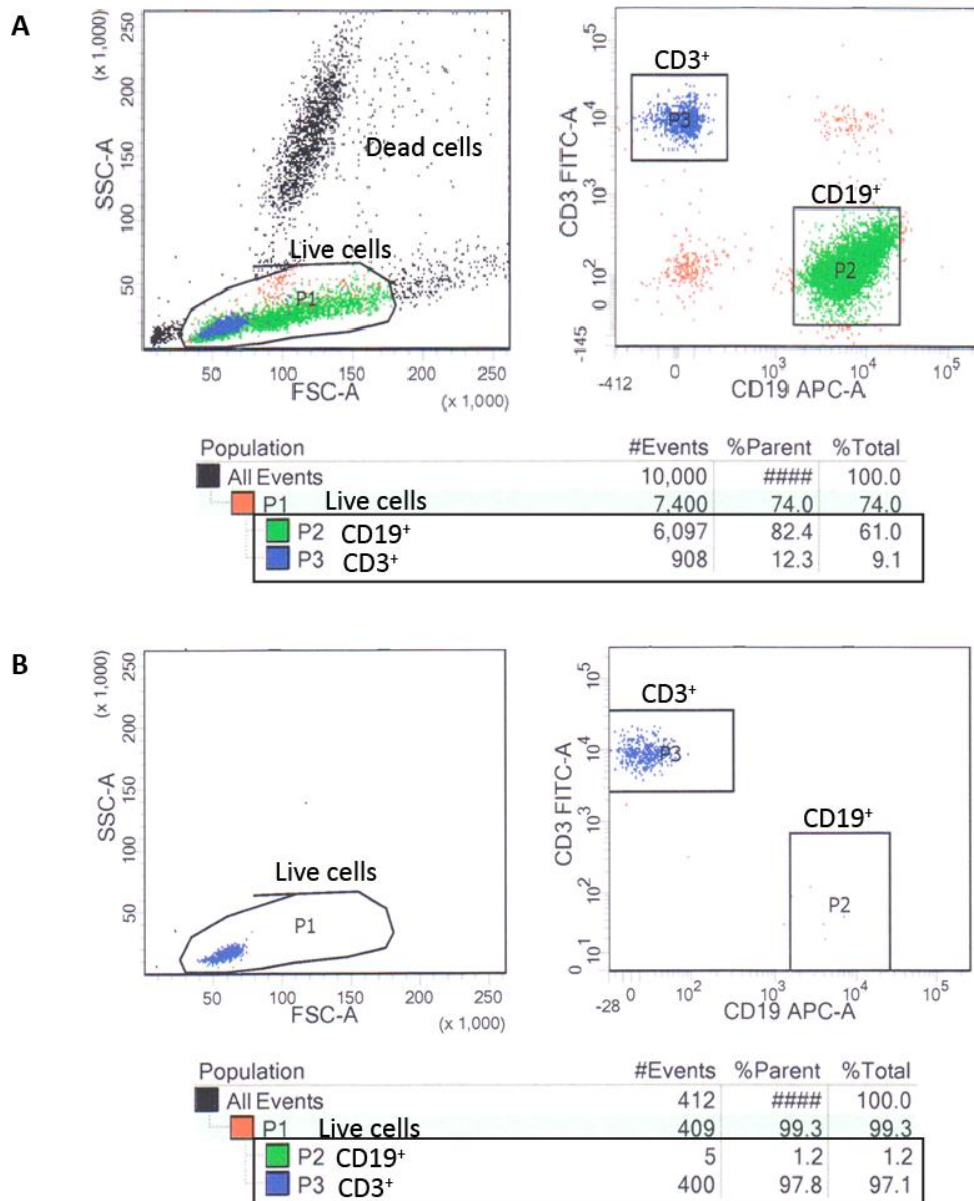 A
(x 1,000)
SSC-A
250
200
150
100
50
Dead cells
Live cells
P1
50 100 150 200 250
FSC-A
(x 1,000)
CD3 FITC-A
10^5
10^4
10^3
10^2
0
-145
CD3+
P3
CD19+
P2
-412 0 10^3 10^4 10^5
CD19 APC-A
Population #Events %Parent %Total
All Events 10,000 #### 100.0
P1 Live cells 7,400 74.0 74.0
P2 CD19+ 6,097 82.4 61.0
P3 CD3+ 908 12.3 9.1
B
(x 1,000)
SSC-A
250
200
150
100
50
Live cells
P1
50 100 150 200 250
FSC-A
(x 1,000)
CD3 FITC-A
10^5
10^4
10^3
10^2
10^1
0
CD3+
P3
CD19+
P2
-28 0 10^2 10^3 10^4 10^5
CD19 APC-A
Population #Events %Parent %Total
All Events 412 #### 100.0
P1 Live cells 409 99.3 99.3
P2 CD19+ 5 1.2 1.2
P3 CD3+ 400 97.8 97.1